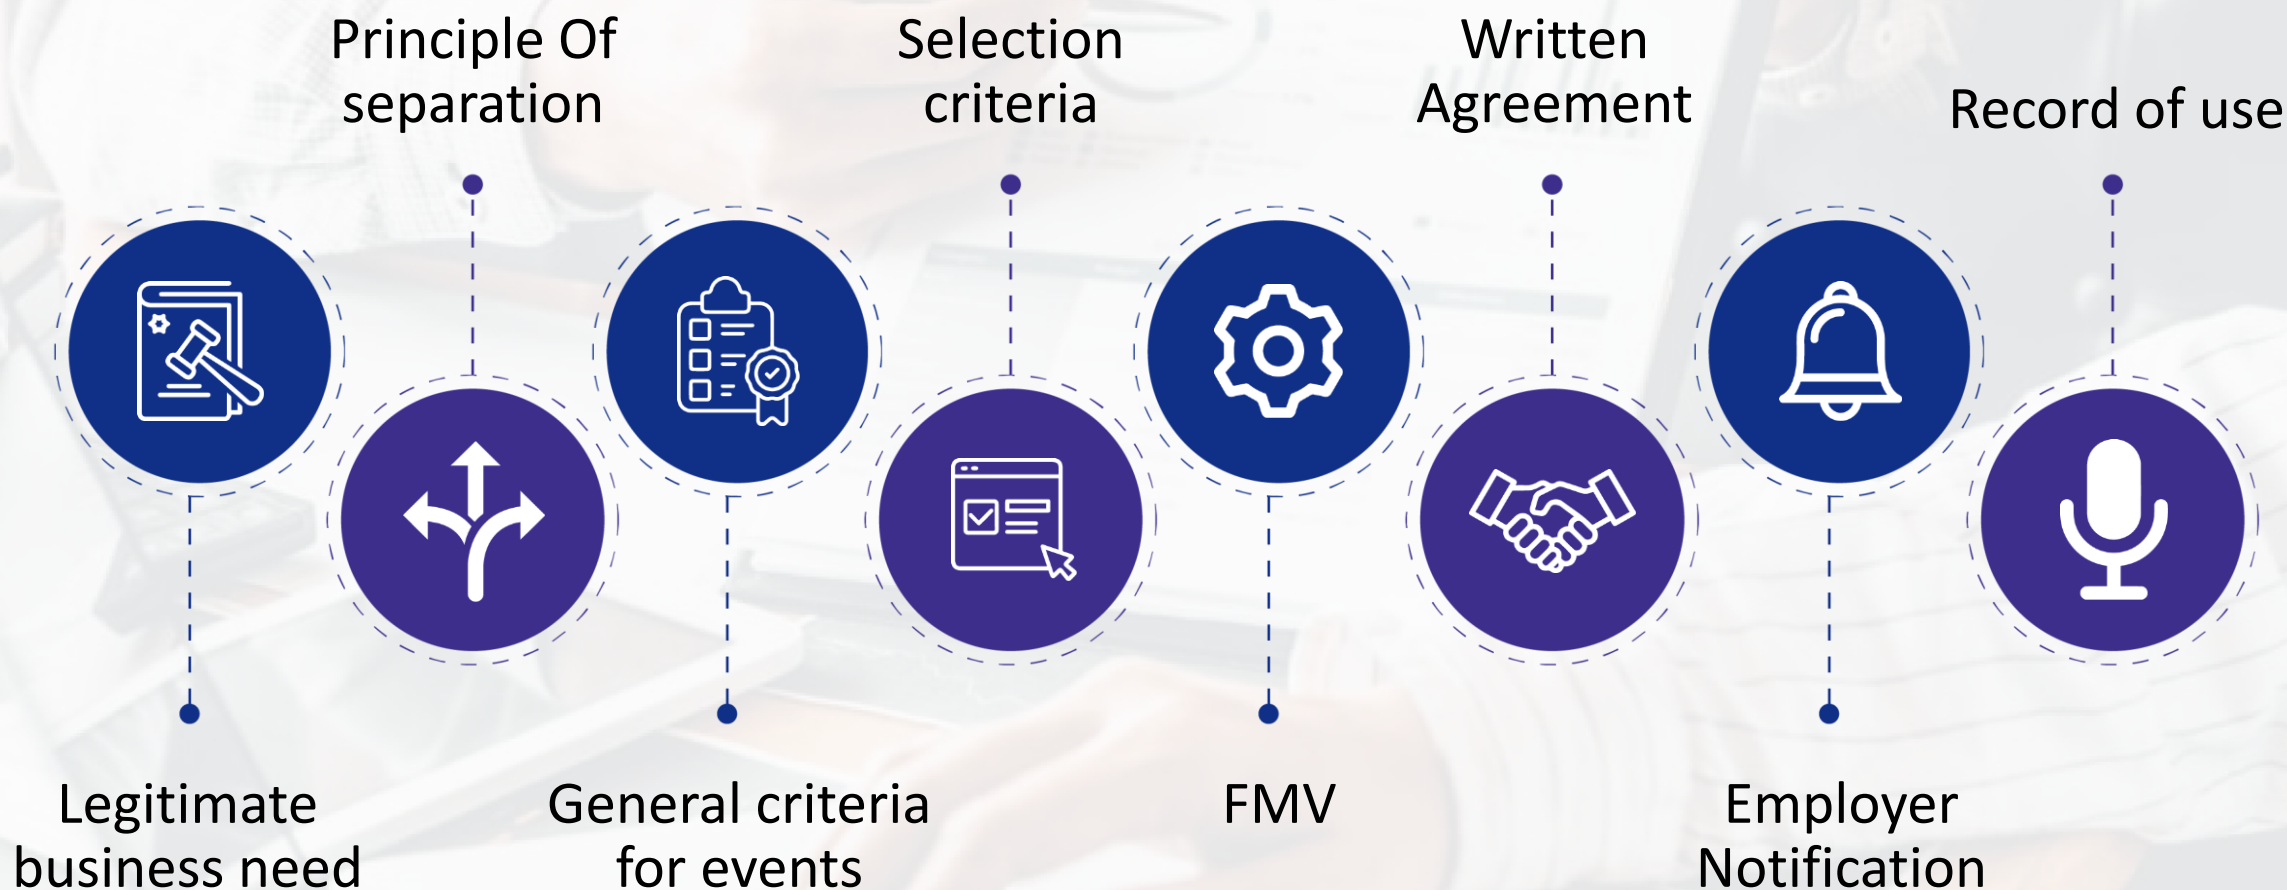 Principle Of
separation
Selection
criteria
Written
Agreement
Record of use
Legitimate
business need
General criteria
for events
FMV
Employer
Notification